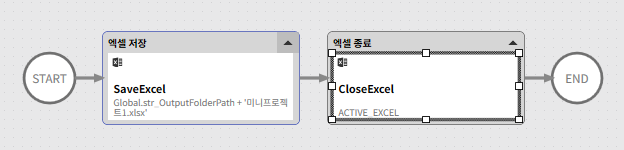 START
엑셀 저장
SaveExcel
Global.str_OutputFolderPath + '미니프로젝
트1.xlsx'
엑셀 종료
CloseExcel
ACTIVE_EXCEL
END